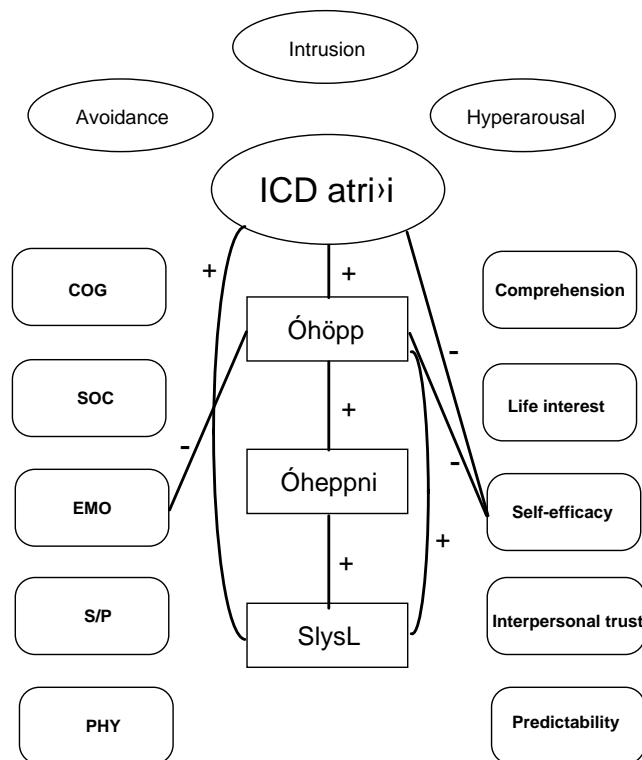 Intrusion
Avoidance
Hyperarousal
ICD atri›i
+
+
COG
Comprehension
Óhöpp
-
SOC
Life interest
+
-
-
EMO
Óheppni
Self-efficacy
+
+
S/P
SlysL
Interpersonal trust
PHY
Predictability